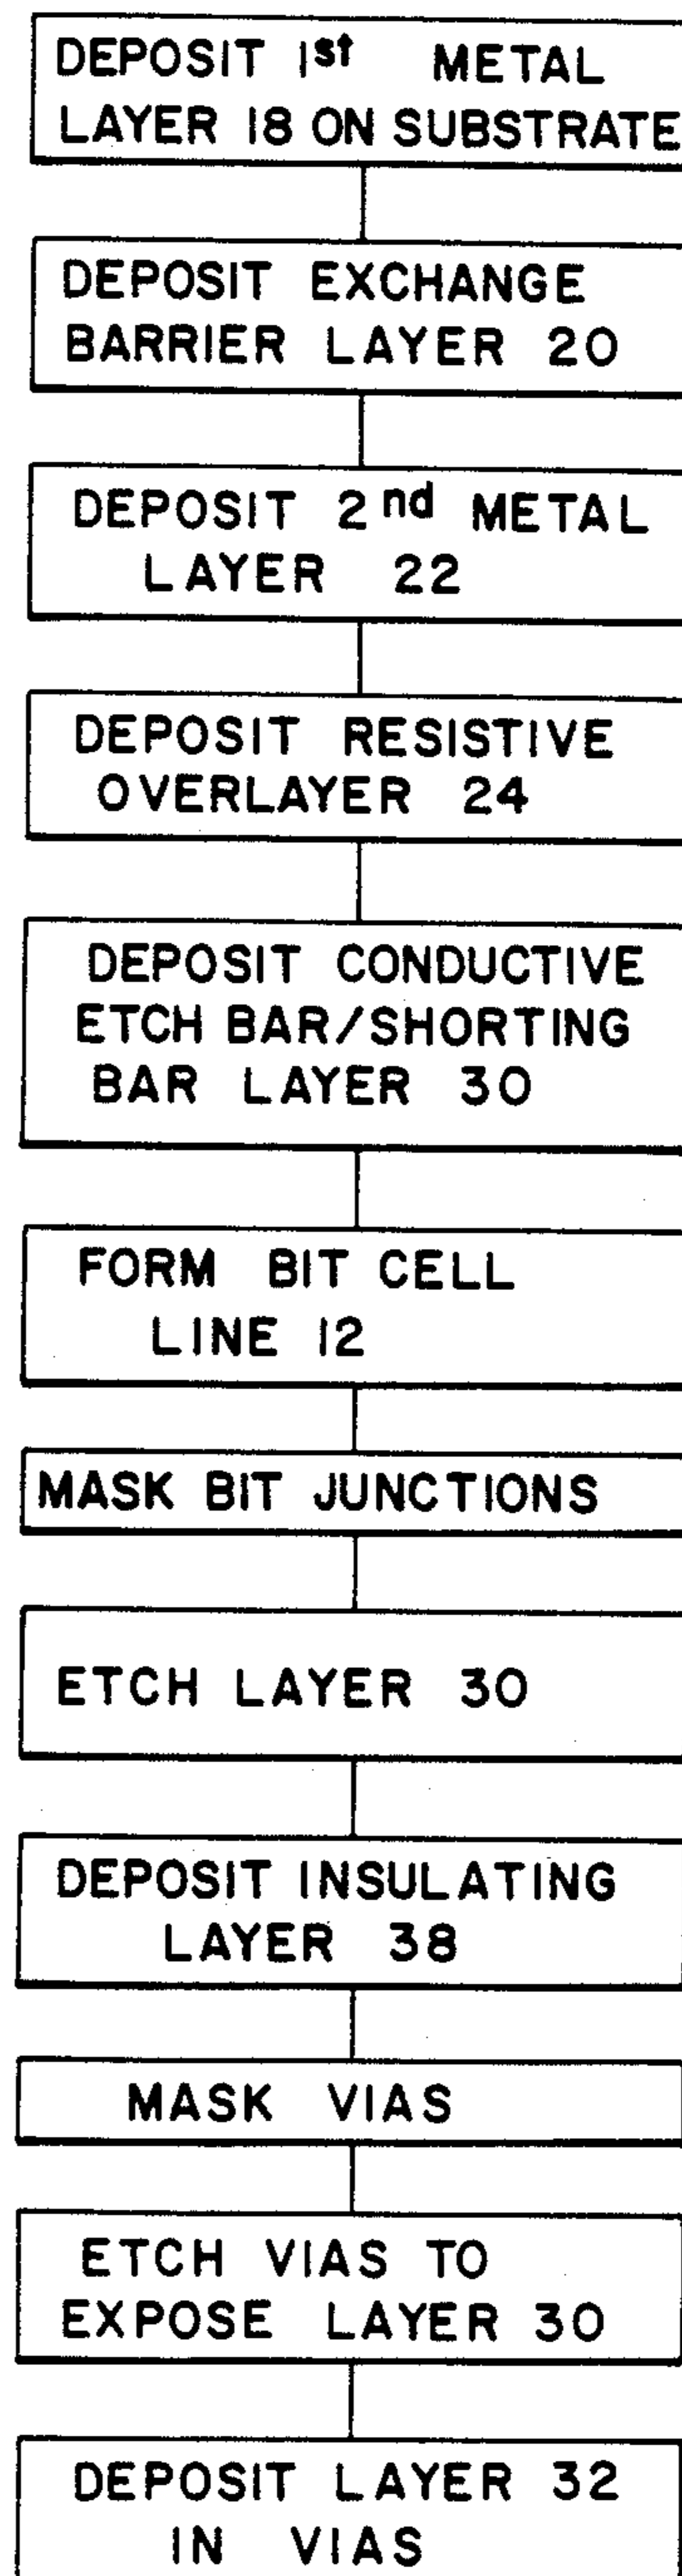 DEPOSIT 1st METAL
LAYER 18 ON SUBSTRATE
DEPOSIT EXCHANGE
BARRIER LAYER 20
DEPOSIT 2nd METAL
LAYER 22
DEPOSIT RESISTIVE
OVERLAYER 24
DEPOSIT CONDUCTIVE
ETCH BAR/SHORTING
BAR LAYER 30
FORM BIT CELL
LINE 12
MASK BIT JUNCTIONS
ETCH LAYER 30
DEPOSIT INSULATING
LAYER 38
MASK VIAS
ETCH VIAS TO
EXPOSE LAYER 30
DEPOSIT LAYER 32
IN VIAS